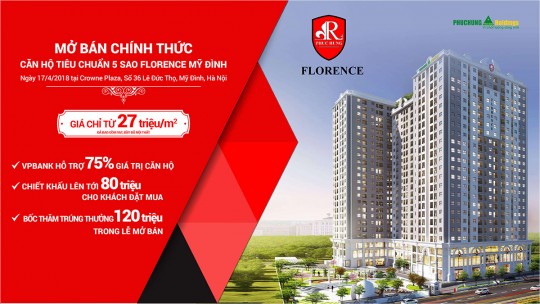 MỞ BÁN CHÍNH THỨC
CĂN HỘ TIÊU CHUẨN 5 SAO FLORENCE MỸ ĐÌNH
Ngày 17/4/2018 tại Crowne Plaza, Số 36 Lê Đức Thọ, Mỹ Đình, Hà Nội
GIÁ CHỈ TỪ 27 triệu/m²
VPBANK HỖ TRỢ 75% GIÁ TRỊ CĂN HỘ
CHIẾT KHẤU LÊN TỚI 80 triệu
CHO KHÁCH ĐẶT MUA
BỐC THĂM TRÚNG THƯỞNG 120 triệu
TRONG LỄ MỞ BÁN
PHUC HUNG
FLORENCE
PHUCHUNG Holdings